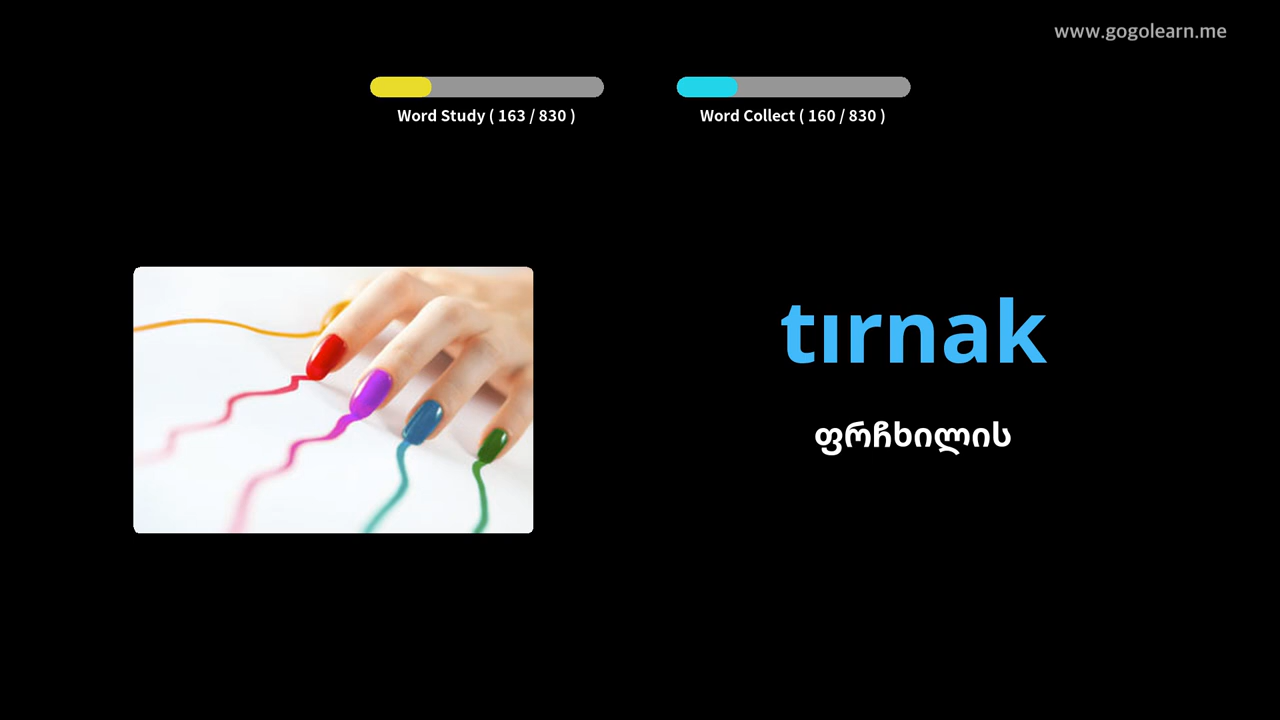 www.gogolearn.me
Word Study ( 163 / 830 )
Word Collect ( 160 / 830 )
tırnak
ფრჩხილის